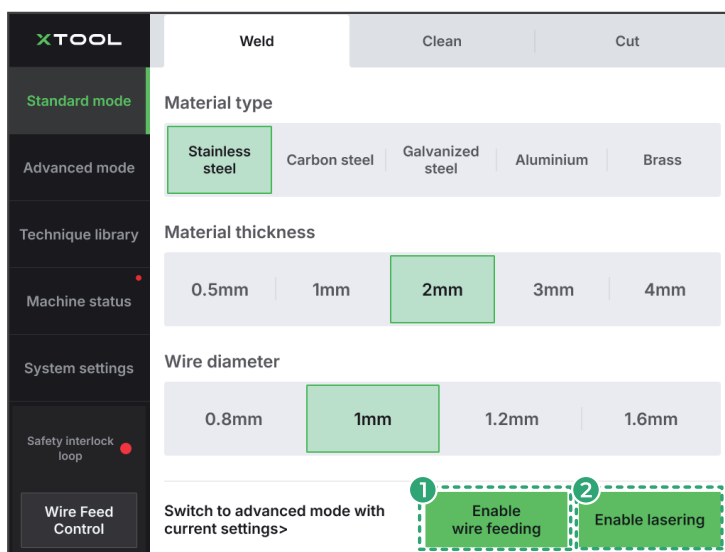 XTOOL
Weld
Clean
Cut
Standard mode
Advanced mode
Technique library
Machine status
System settings
Safety interlock
loop
Wire Feed
Control
Material type
Stainless
steel
Carbon steel
Galvanized
steel
Aluminium
Brass
Material thickness
0.5mm
1mm
2mm
3mm
4mm
Wire diameter
0.8mm
1mm
1.2mm
1.6mm
Switch to advanced mode with
current settings>
1
Enable
wire feeding
2
Enable lasering